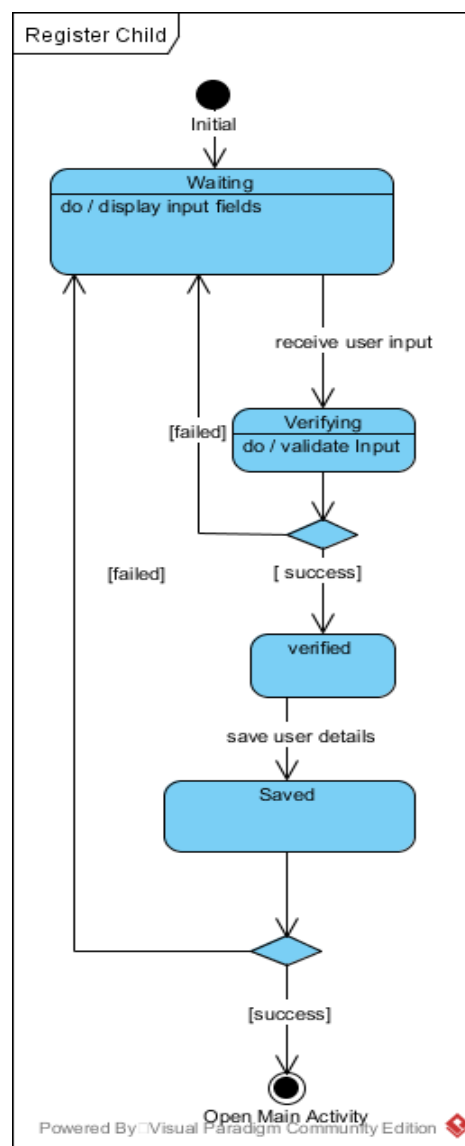 Register Child
Initial
Waiting
do / display input fields
receive user input
Verifying
do / validate Input
[failed]
[ success]
[failed]
verified
save user details
Saved
[success]
Open Main Activity
Powered By Visual Paradigm Community Edition